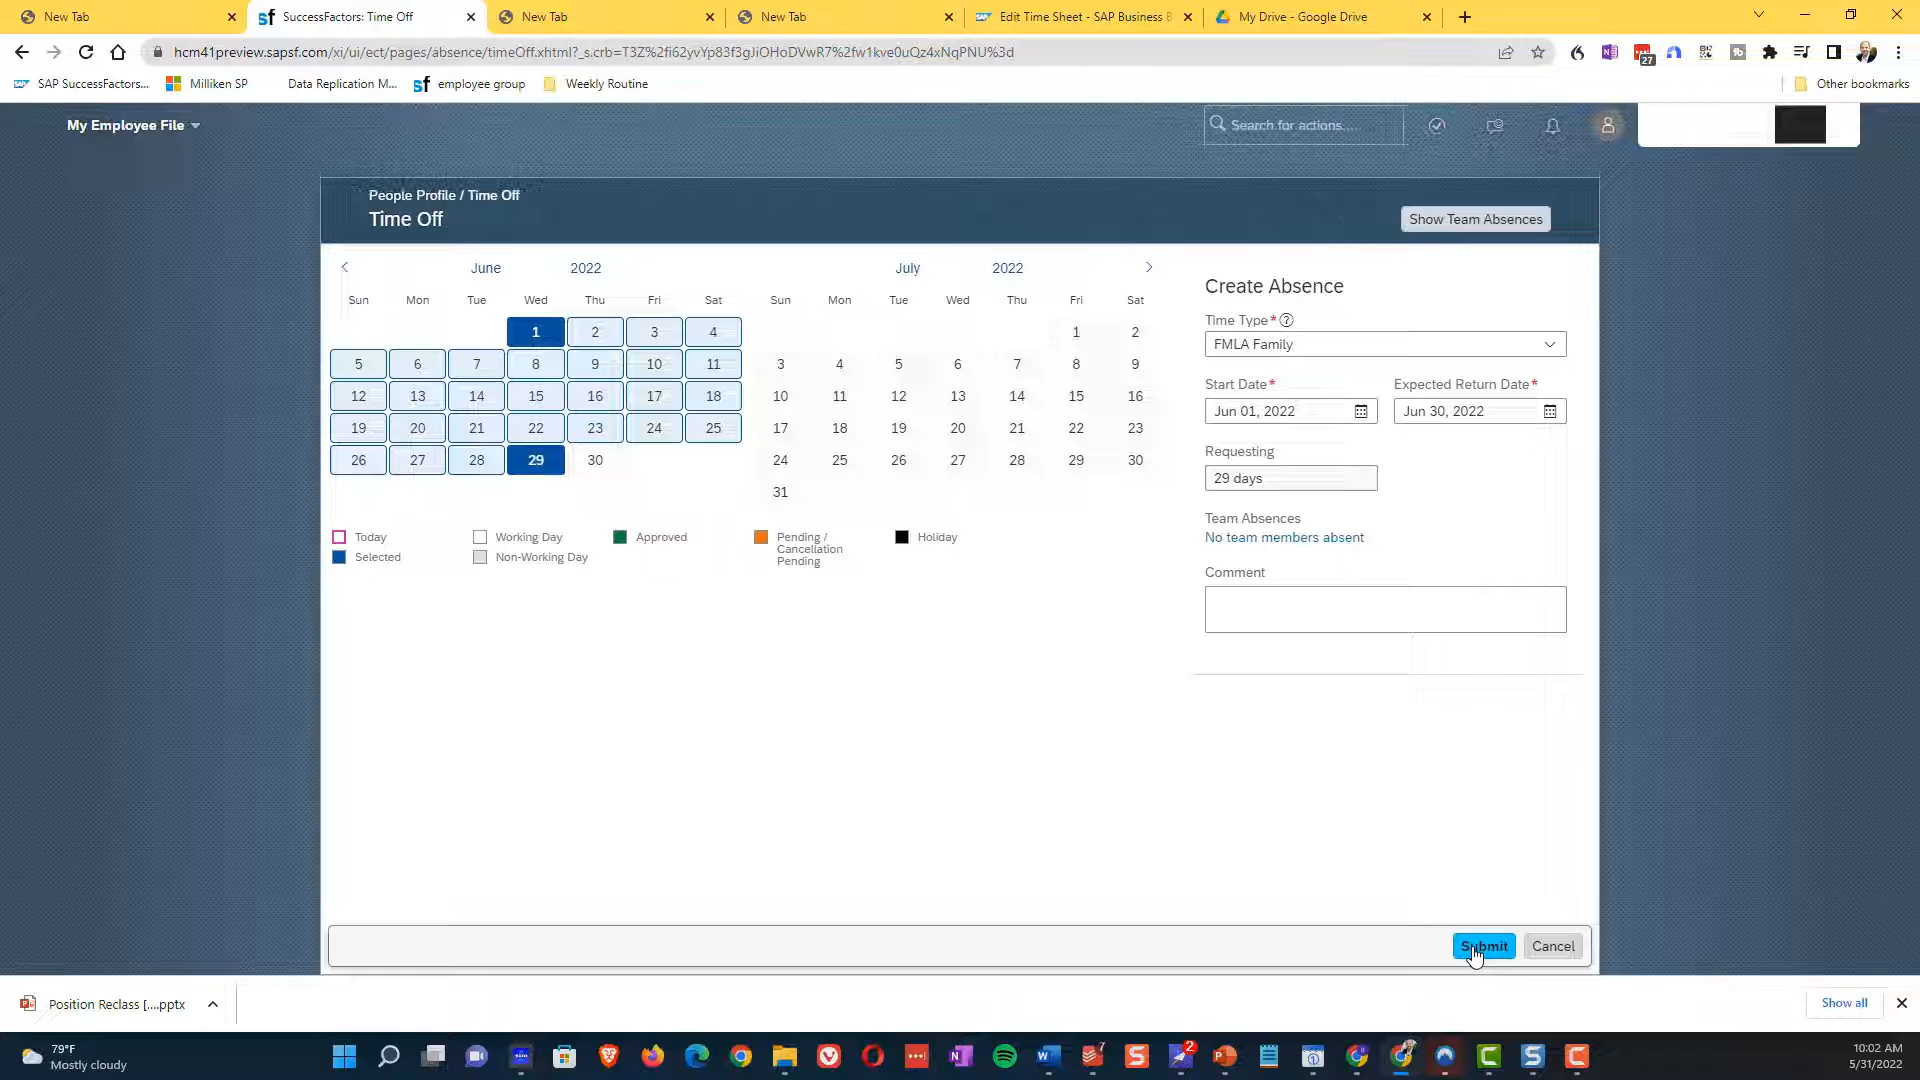 New Tab
SuccessFactors: Time Off
New Tab
New Tab
Edit Time Sheet - SAP Business
My Drive - Google Drive
hcm41preview.sapsf.com/xi/ui/ect/pages/absence/timeOff.xhtml?_s.crb=T3Z%2fi62yvYp83f3gJiOHoDVwR7%2fw1kve0uQz4xNqPNU%3d
27
SAP SuccessFactors...
Milliken SP
Data Replication M...
employee group
Weekly Routine
Other bookmarks
My Employee File
Search for actions.....
People Profile / Time Off
Time Off
Show Team Absences
June 2022
Sun Mon Tue Wed Thu Fri Sat
1 2 3 4
5 6 7 8 9 10 11
12 13 14 15 16 17 18
19 20 21 22 23 24 25
26 27 28 29 30
July 2022
Sun Mon Tue Wed Thu Fri Sat
1 2
3 4 5 6 7 8 9
10 11 12 13 14 15 16
17 18 19 20 21 22 23
24 25 26 27 28 29 30
31
Today
Working Day
Approved
Pending /
Cancellation
Pending
Holiday
Selected
Non-Working Day
Create Absence
Time Type*
FMLA Family
Start Date*
Expected Return Date*
Jun 01, 2022
Jun 30, 2022
Requesting
29 days
Team Absences
No team members absent
Comment
Submit
Cancel
Position Reclass [....pptx
Show all
79°F
Mostly cloudy
7
2
10:02 AM
5/31/2022